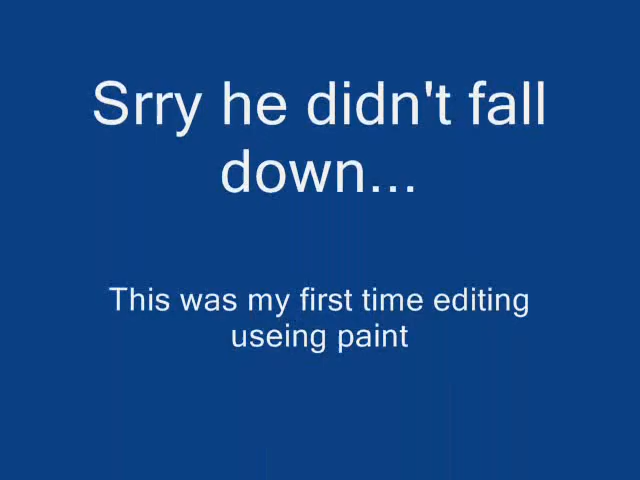 Srry he didn't fall
down...
This was my first time editing
useing paint